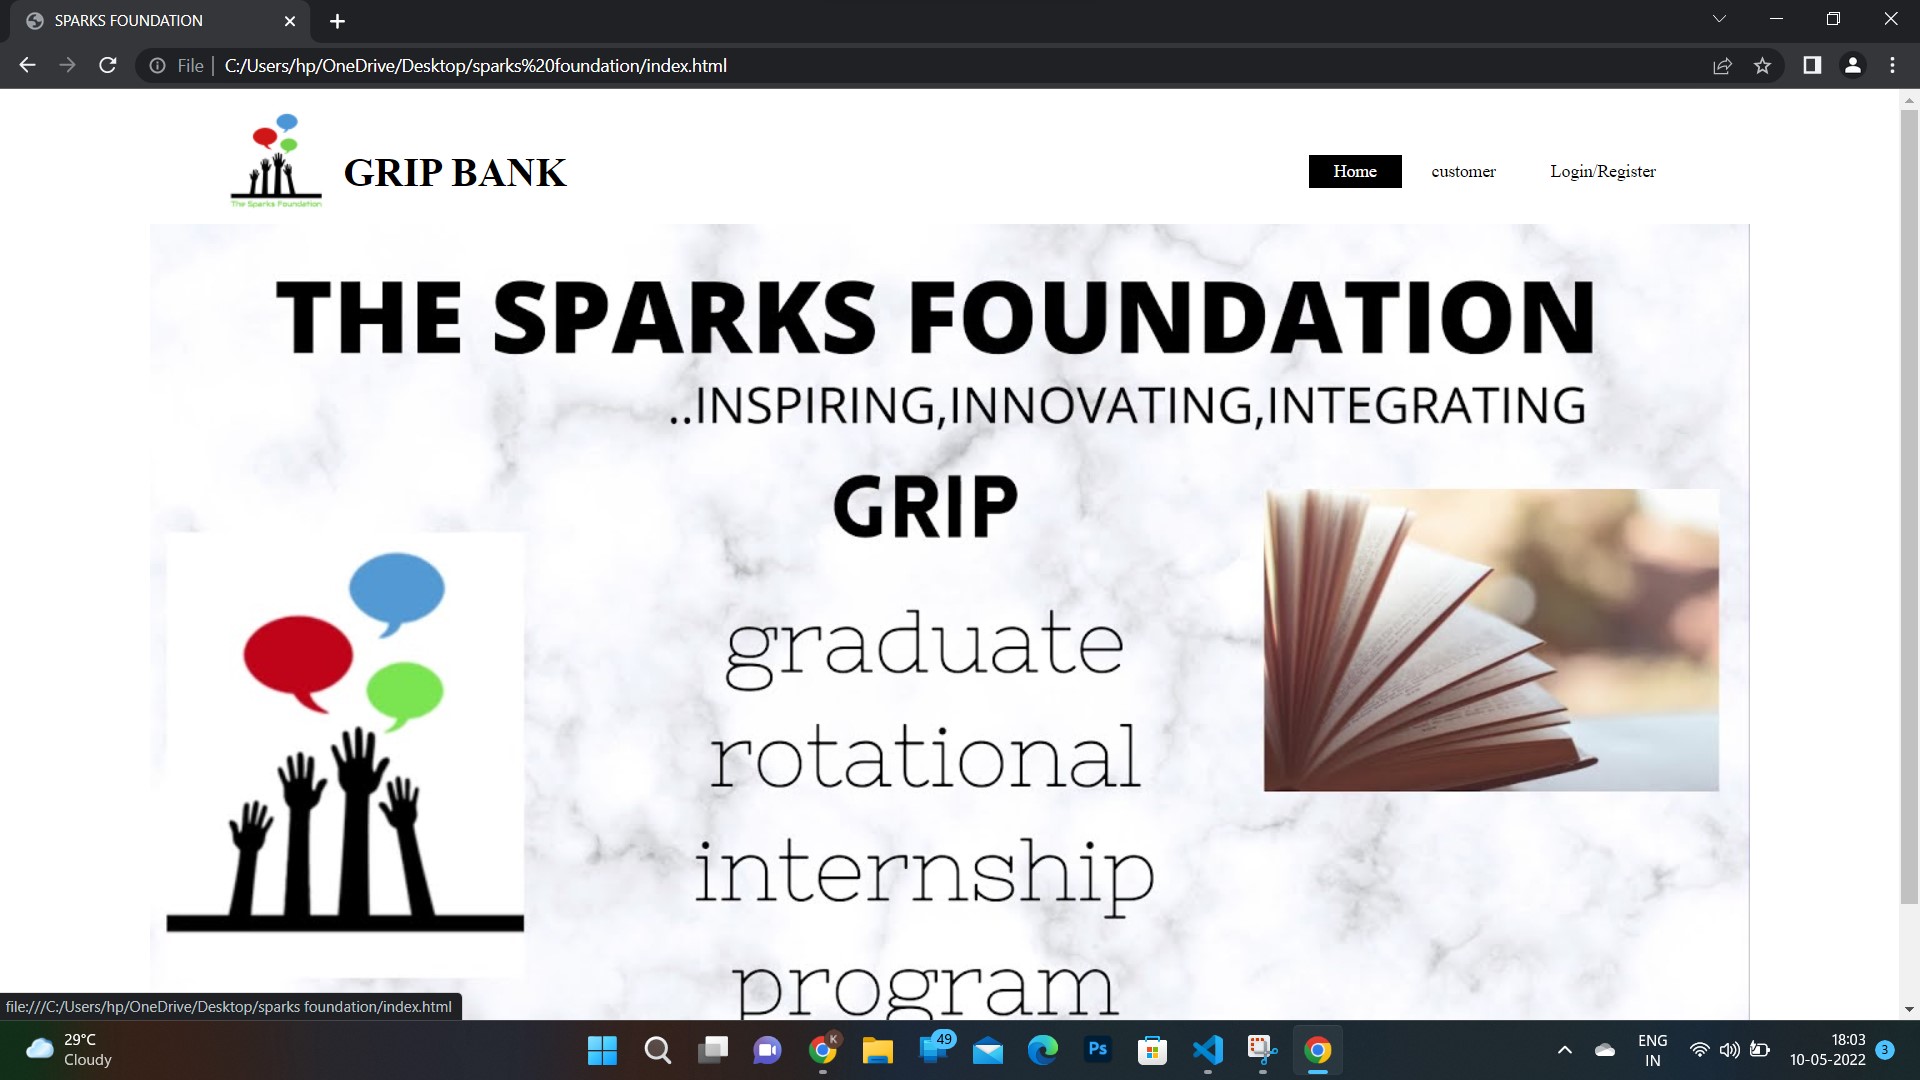 SPARKS FOUNDATION
File
C:/Users/hp/OneDrive/Desktop/sparks%20foundation/index.html
The Sparks Foundation
GRIP BANK
Home
customer
Login/Register
THE SPARKS FOUNDATION
..INSPIRING,INNOVATING,INTEGRATING
GRIP
graduate
rotational
internship
program
file:///C:/Users/hp/OneDrive/Desktop/sparks foundation/index.html
29°C
Cloudy
K
49
Ps
ENG
IN
18:03
10-05-2022
3